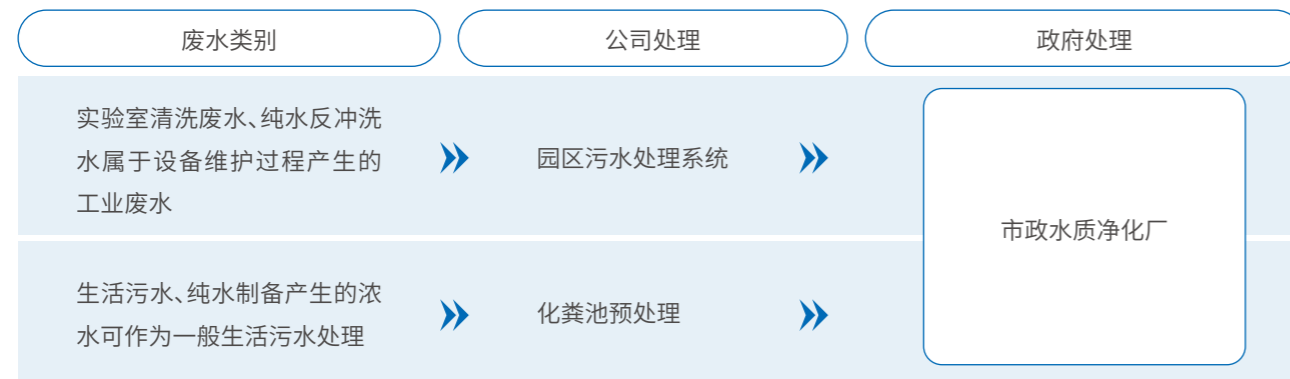 废水类别
公司处理
政府处理
实验室清洗废水、纯水反冲洗
水属于设备维护过程产生的
工业废水
园区污水处理系统
市政水质净化厂
生活污水、纯水制备产生的浓
水可作为一般生活污水处理
化粪池预处理